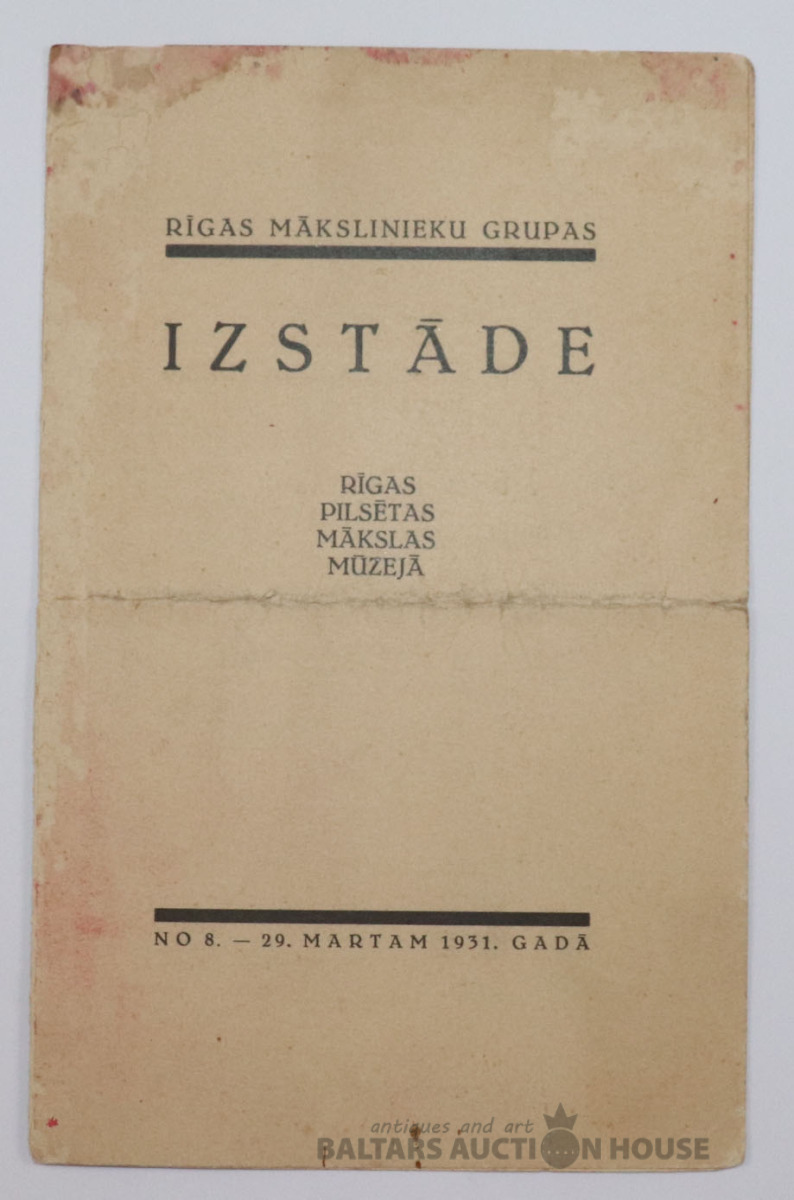 RĪGAS MĀKSLINIEKU GRUPAS
IZSTĀDE
RĪGAS
PILSĒTAS
MĀKSLAS
MŪZEJĀ
NO 8. — 29. MARTAM 1931. GADĀ
antiques and art
BALTARS AUCTION HOUSE